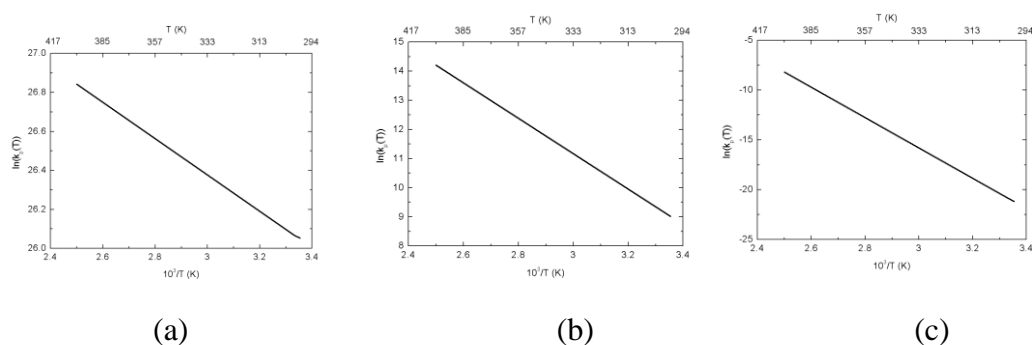 T (K)
417 385 357 333 313 294
27.0
26.8
26.6
26.4
26.2
26.0
ln(kₚ(T))
2.4 2.6 2.8 3 3.2 3.4
10³/T (K)
(a)
T (K)
417 385 357 333 313 294
15
14
13
12
11
10
9
8
ln(kₚ(T))
2.4 2.6 2.8 3 3.2 3.4
10³/T (K)
(b)
T (K)
417 385 357 333 313 294
-5
-10
-15
-20
-25
ln(kₚ(T))
2.4 2.6 2.8 3 3.2 3.4
10³/T (K)
(c)